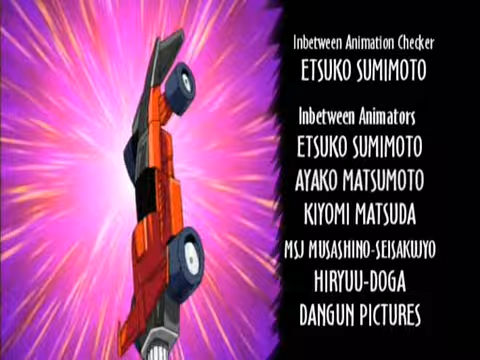 Inbetween Animation Checker
ETSUKO SUMIMOTO
Inbetween Animators
ETSUKO SUMIMOTO
AYAKO MATSUMOTO
KIYOMI MATSUDA
MSJ MUSASHINO-SEISAKUJYO
HIRYUU-DOGA
DANGUN PICTURES